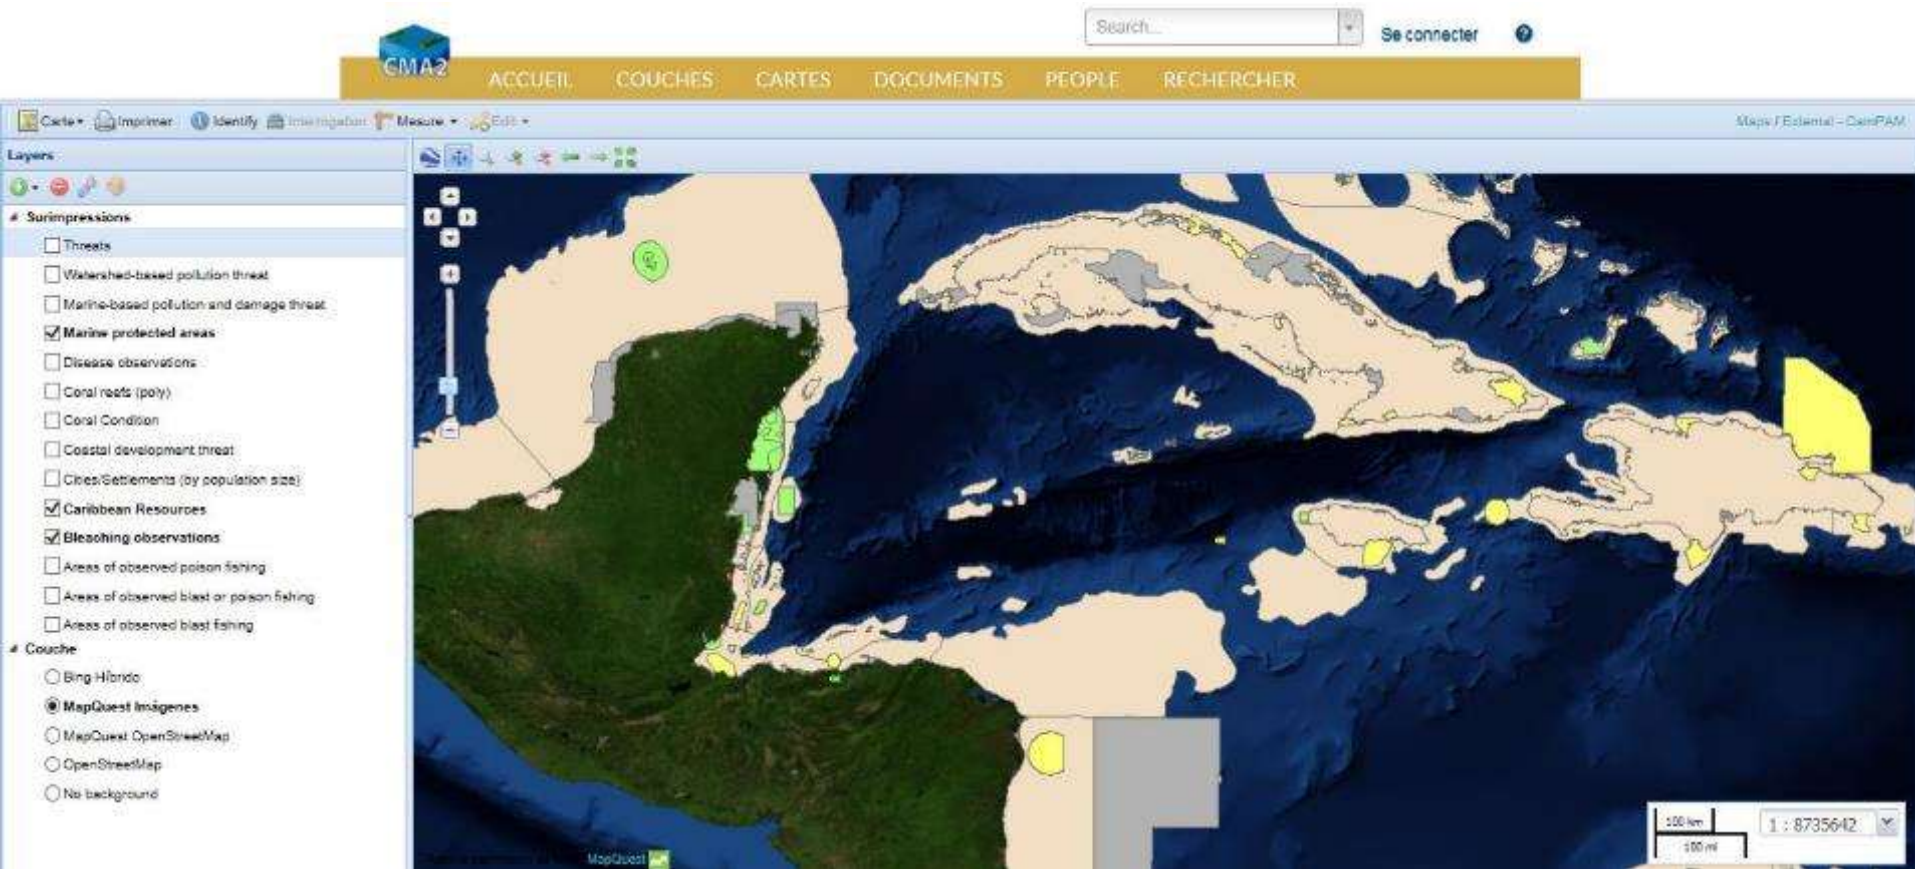 Search...
Se connecter
?
CMA2
ACCUEIL COUCHES CARTES DOCUMENTS PEOPLE RECHERCHER
Carte Imprimer Identify Interrogation Mesure Edit
Maps / External - CamPAM
Layers
Surimpressions
Threats
Watershed-based pollution threat
Marine-based pollution and damage threat
Marine protected areas
Disease observations
Coral reefs (poly)
Coral Condition
Coastal development threat
Cities/Settlements (by population size)
Caribbean Resources
Bleaching observations
Areas of observed poison fishing
Areas of observed blast or poison fishing
Areas of observed blast fishing
Couche
Bing Híbrido
MapQuest Imágenes
MapQuest OpenStreetMap
OpenStreetMap
No background
MapQuest
100 km
100 mi
1 : 8735642